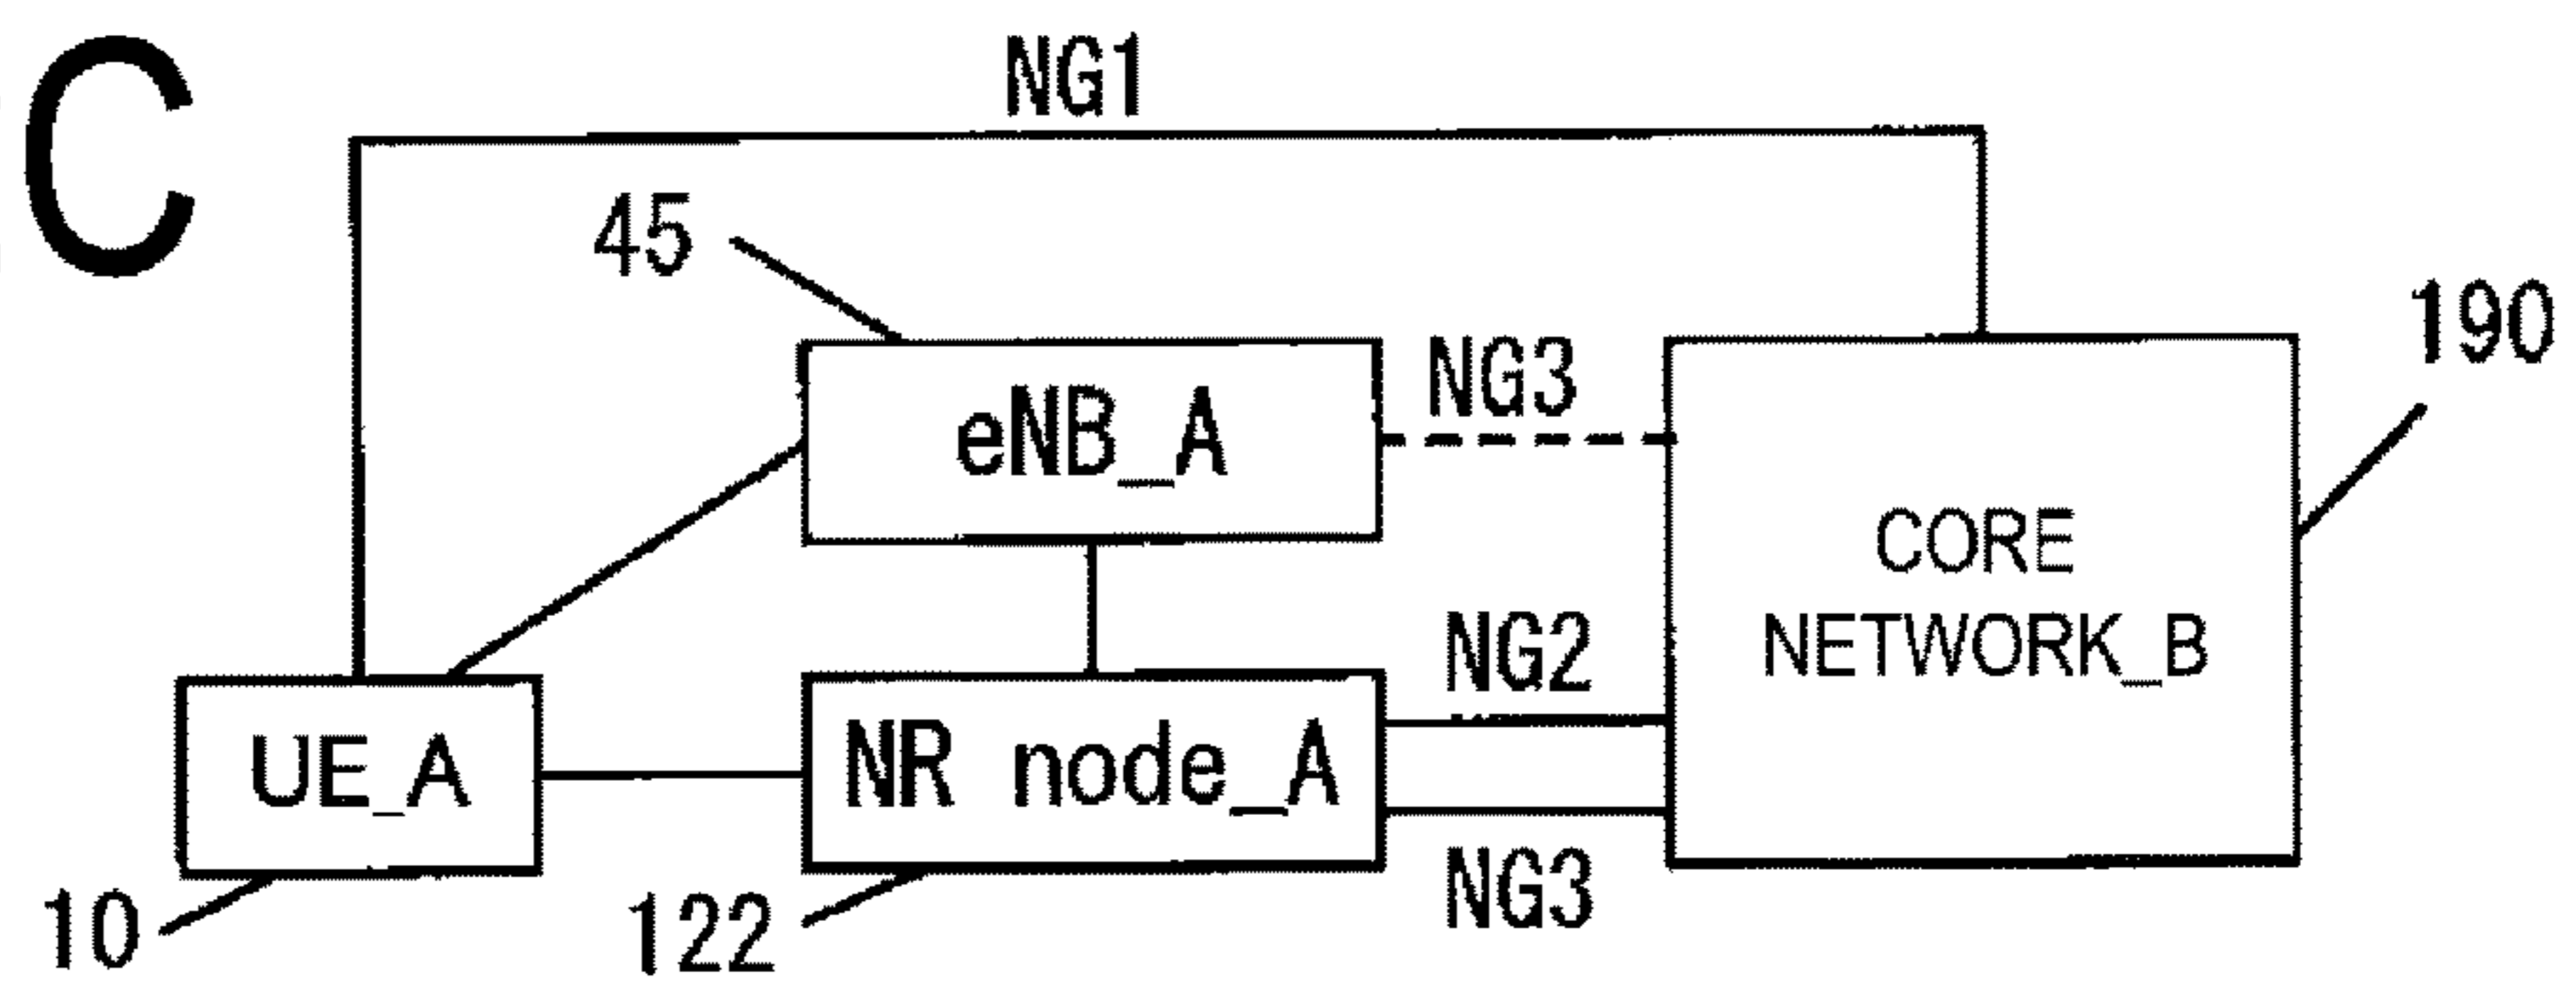 C
NG1
45
190
eNB_A
NG3
CORE
NETWORK_B
NG2
UE_A
NR node_A
NG3
10
122